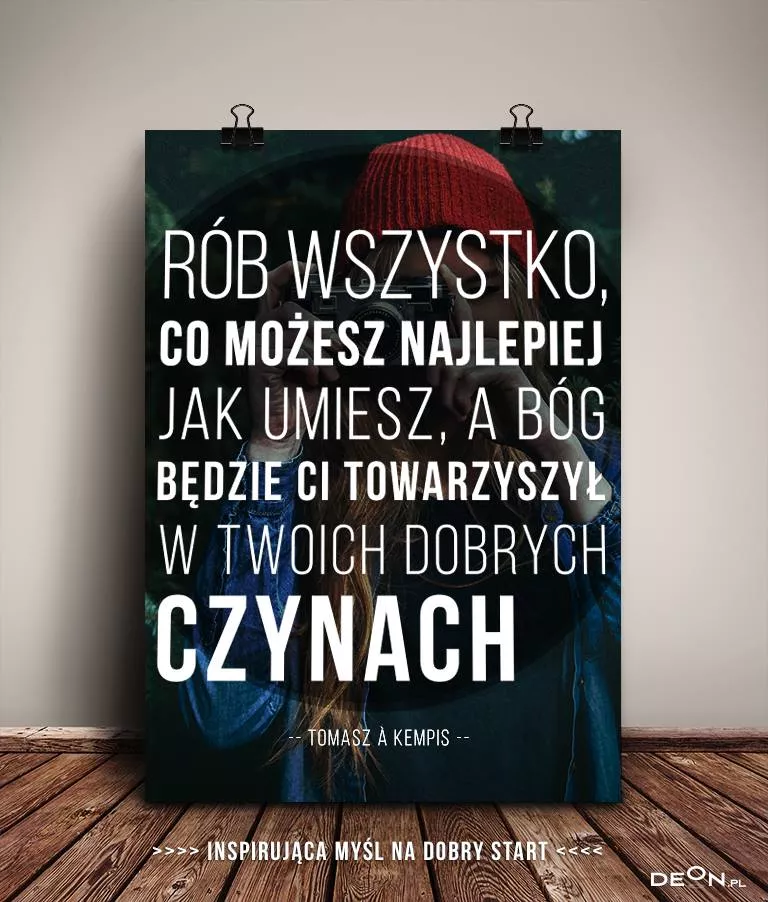 RÓB WSZYSTKO,
CO MOŻESZ NAJLEPIEJ
JAK UMIESZ, A BÓG
BĘDZIE CI TOWARZYSZYŁ
W TWOICH DOBRYCH
CZYNACH
-- TOMASZ À KEMPIS --
>>>> INSPIRUJĄCA MYŚL NA DOBRY START <<<<
DEON.PL